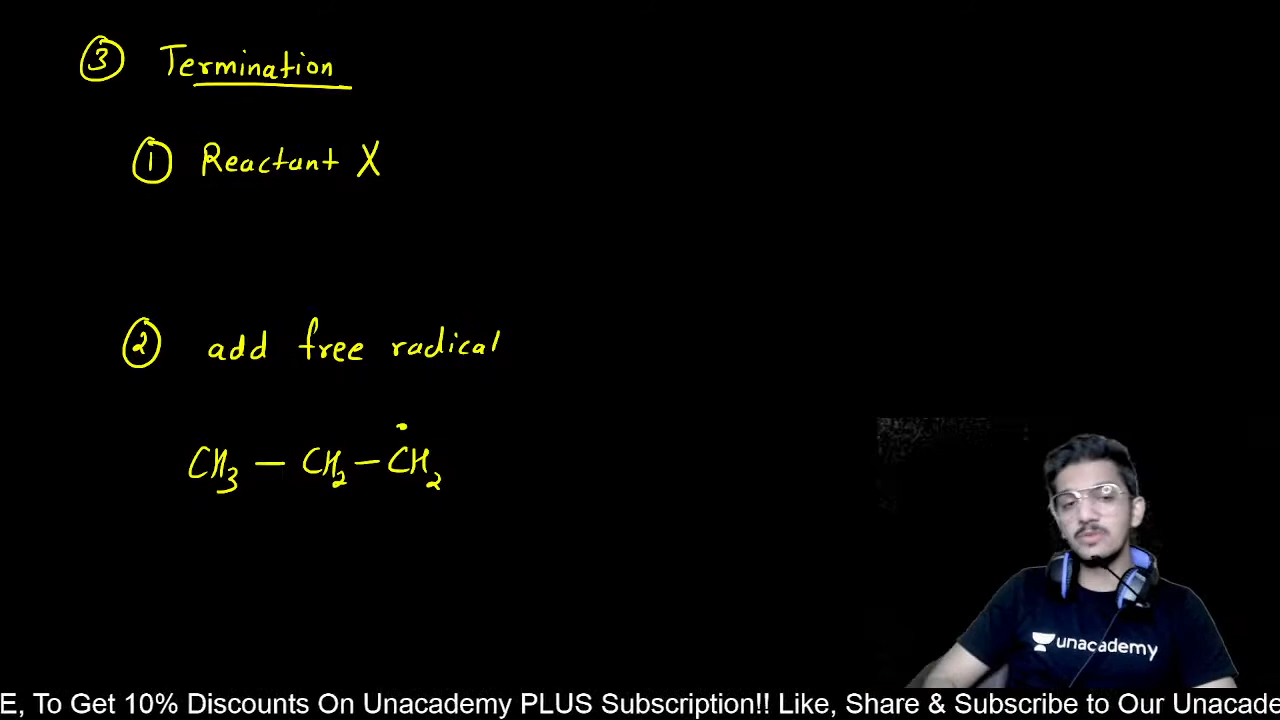 ③ Termination
① Reactant X
② add free radical
CH₃ — CH₂ — ĊH₂
unacademy
E, To Get 10% Discounts On Unacademy PLUS Subscription!! Like, Share & Subscribe to Our Unacade